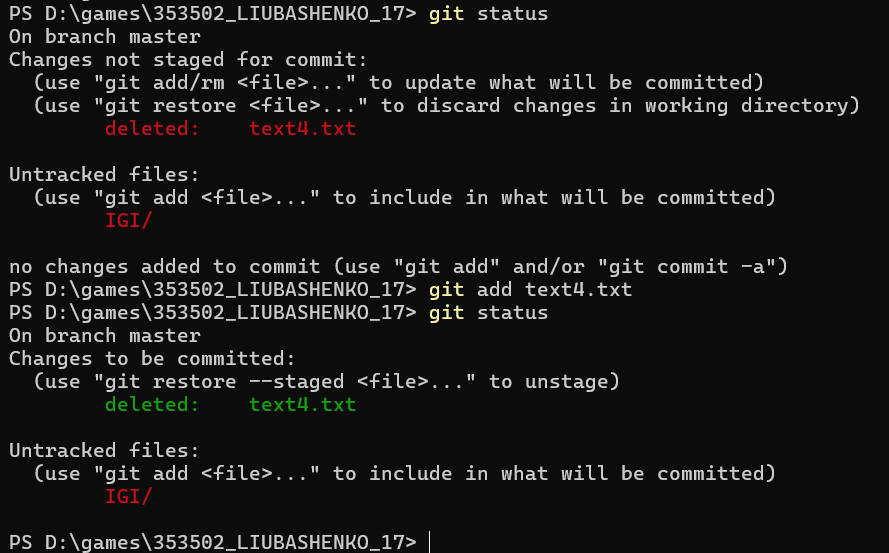 PS D:\games\353502_LIUBASHENKO_17> git status
On branch master
Changes not staged for commit:
  (use "git add/rm <file>..." to update what will be committed)
  (use "git restore <file>..." to discard changes in working directory)
        deleted:    text4.txt

Untracked files:
  (use "git add <file>..." to include in what will be committed)
        IGI/

no changes added to commit (use "git add" and/or "git commit -a")
PS D:\games\353502_LIUBASHENKO_17> git add text4.txt
PS D:\games\353502_LIUBASHENKO_17> git status
On branch master
Changes to be committed:
  (use "git restore --staged <file>..." to unstage)
        deleted:    text4.txt

Untracked files:
  (use "git add <file>..." to include in what will be committed)
        IGI/

PS D:\games\353502_LIUBASHENKO_17>